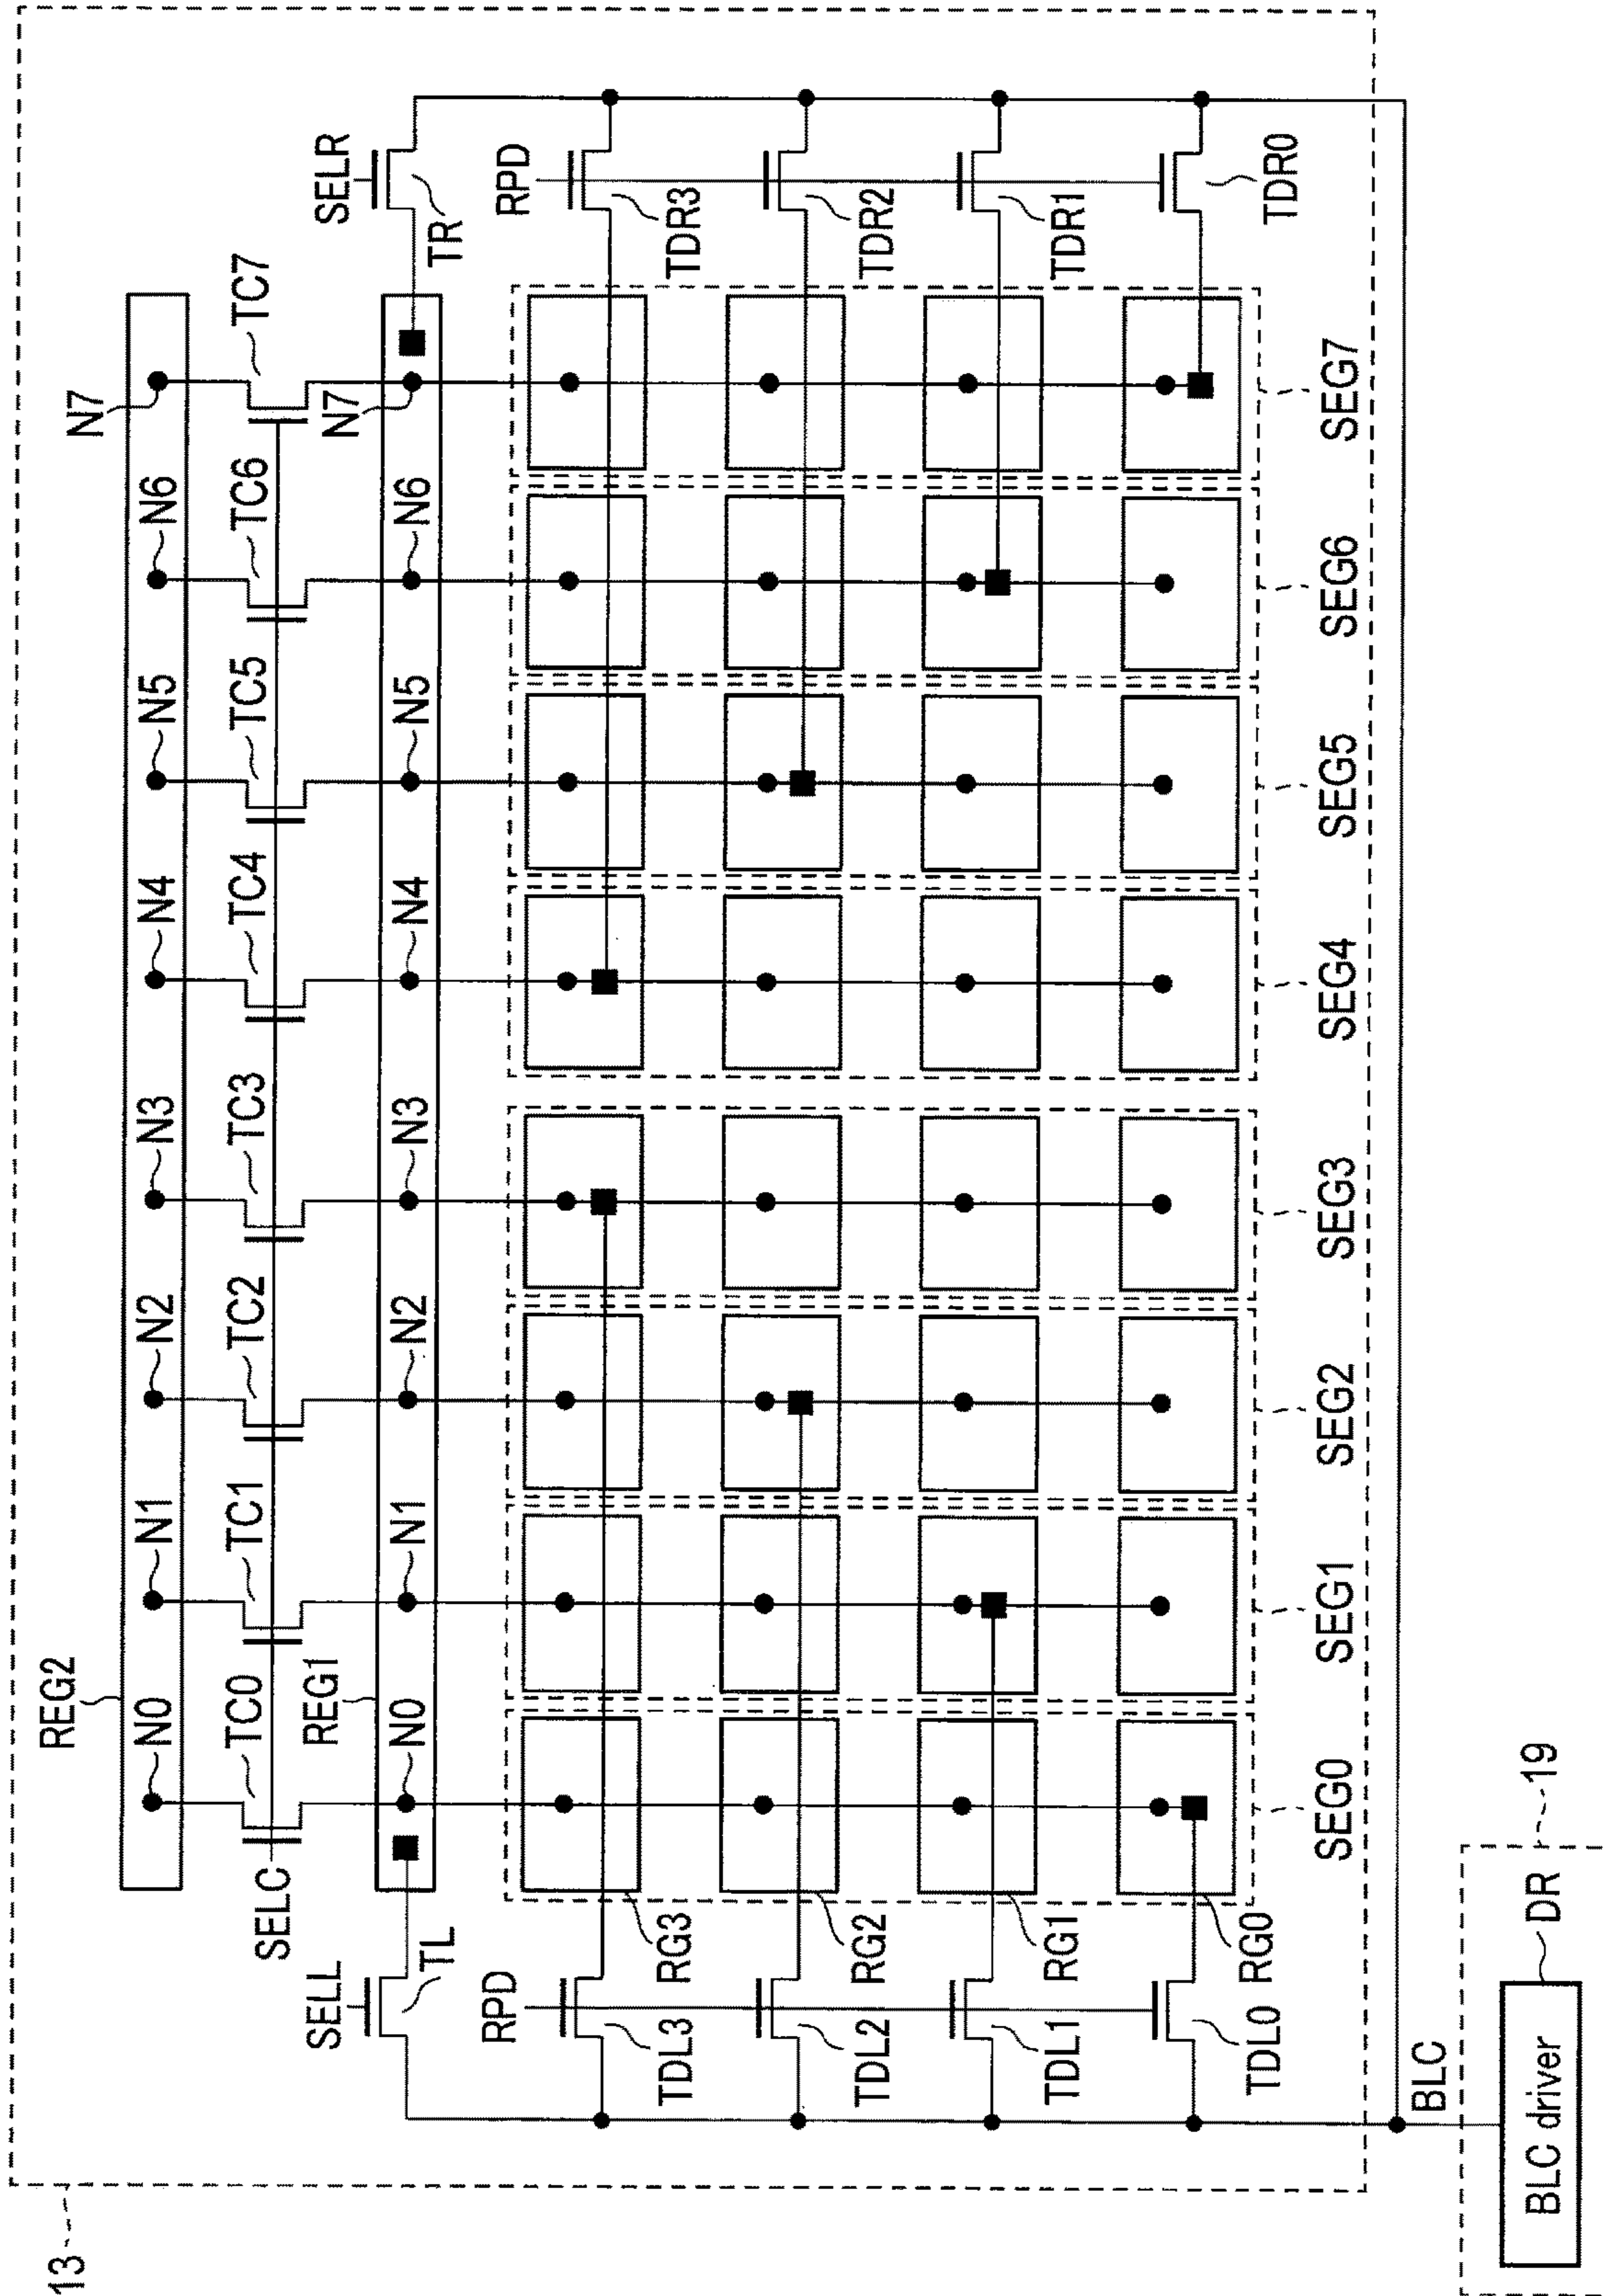 13
REG2
N0 N1 N2 N3 N4 N5 N6 N7
TC0 TC1 TC2 TC3 TC4 TC5 TC6 TC7
SELC
REG1
N0 N1 N2 N3 N4 N5 N6 N7
SELL
TL
SELR
TR
RPD
RPD
TDL3
RG3
TDR3
TDL2
RG2
TDR2
TDL1
RG1
TDR1
TDL0
RG0
TDR0
SEG0 SEG1 SEG2 SEG3 SEG4 SEG5 SEG6 SEG7
BLC
19
DR
BLC driver